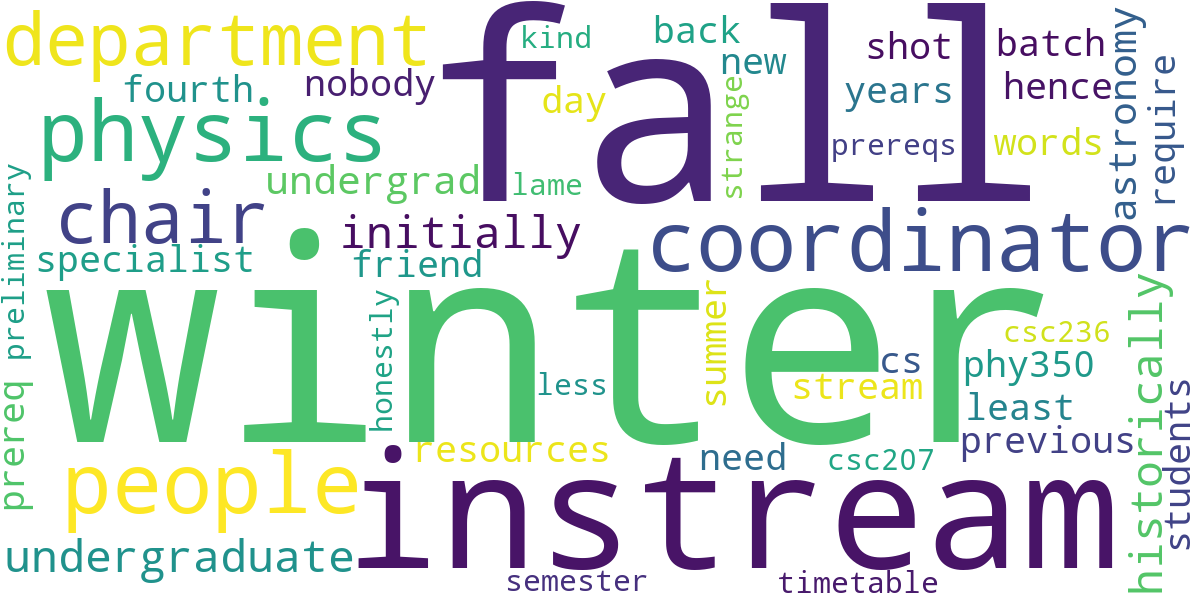 department
fall
kind
back
shot
batch
new
fourth
nobody
day
years
hence
strange
astronomy
require
physics
prereqs
words
undergrad
lame
chair
initially
coordinator
specialist
friend
preliminary
winter
honestly
summer
csc236
historically
cs
phy350
less
stream
least
prereq
students
previous
resources
need
csc207
people
instream
undergraduate
semester
timetable